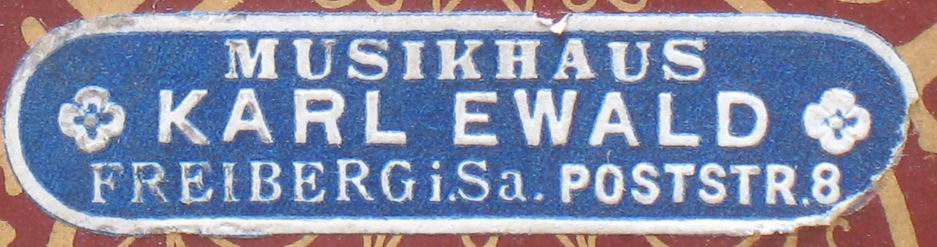 MUSIKHAUS
KARL EWALD
FREIBERG i.Sa. POSTSTR.8